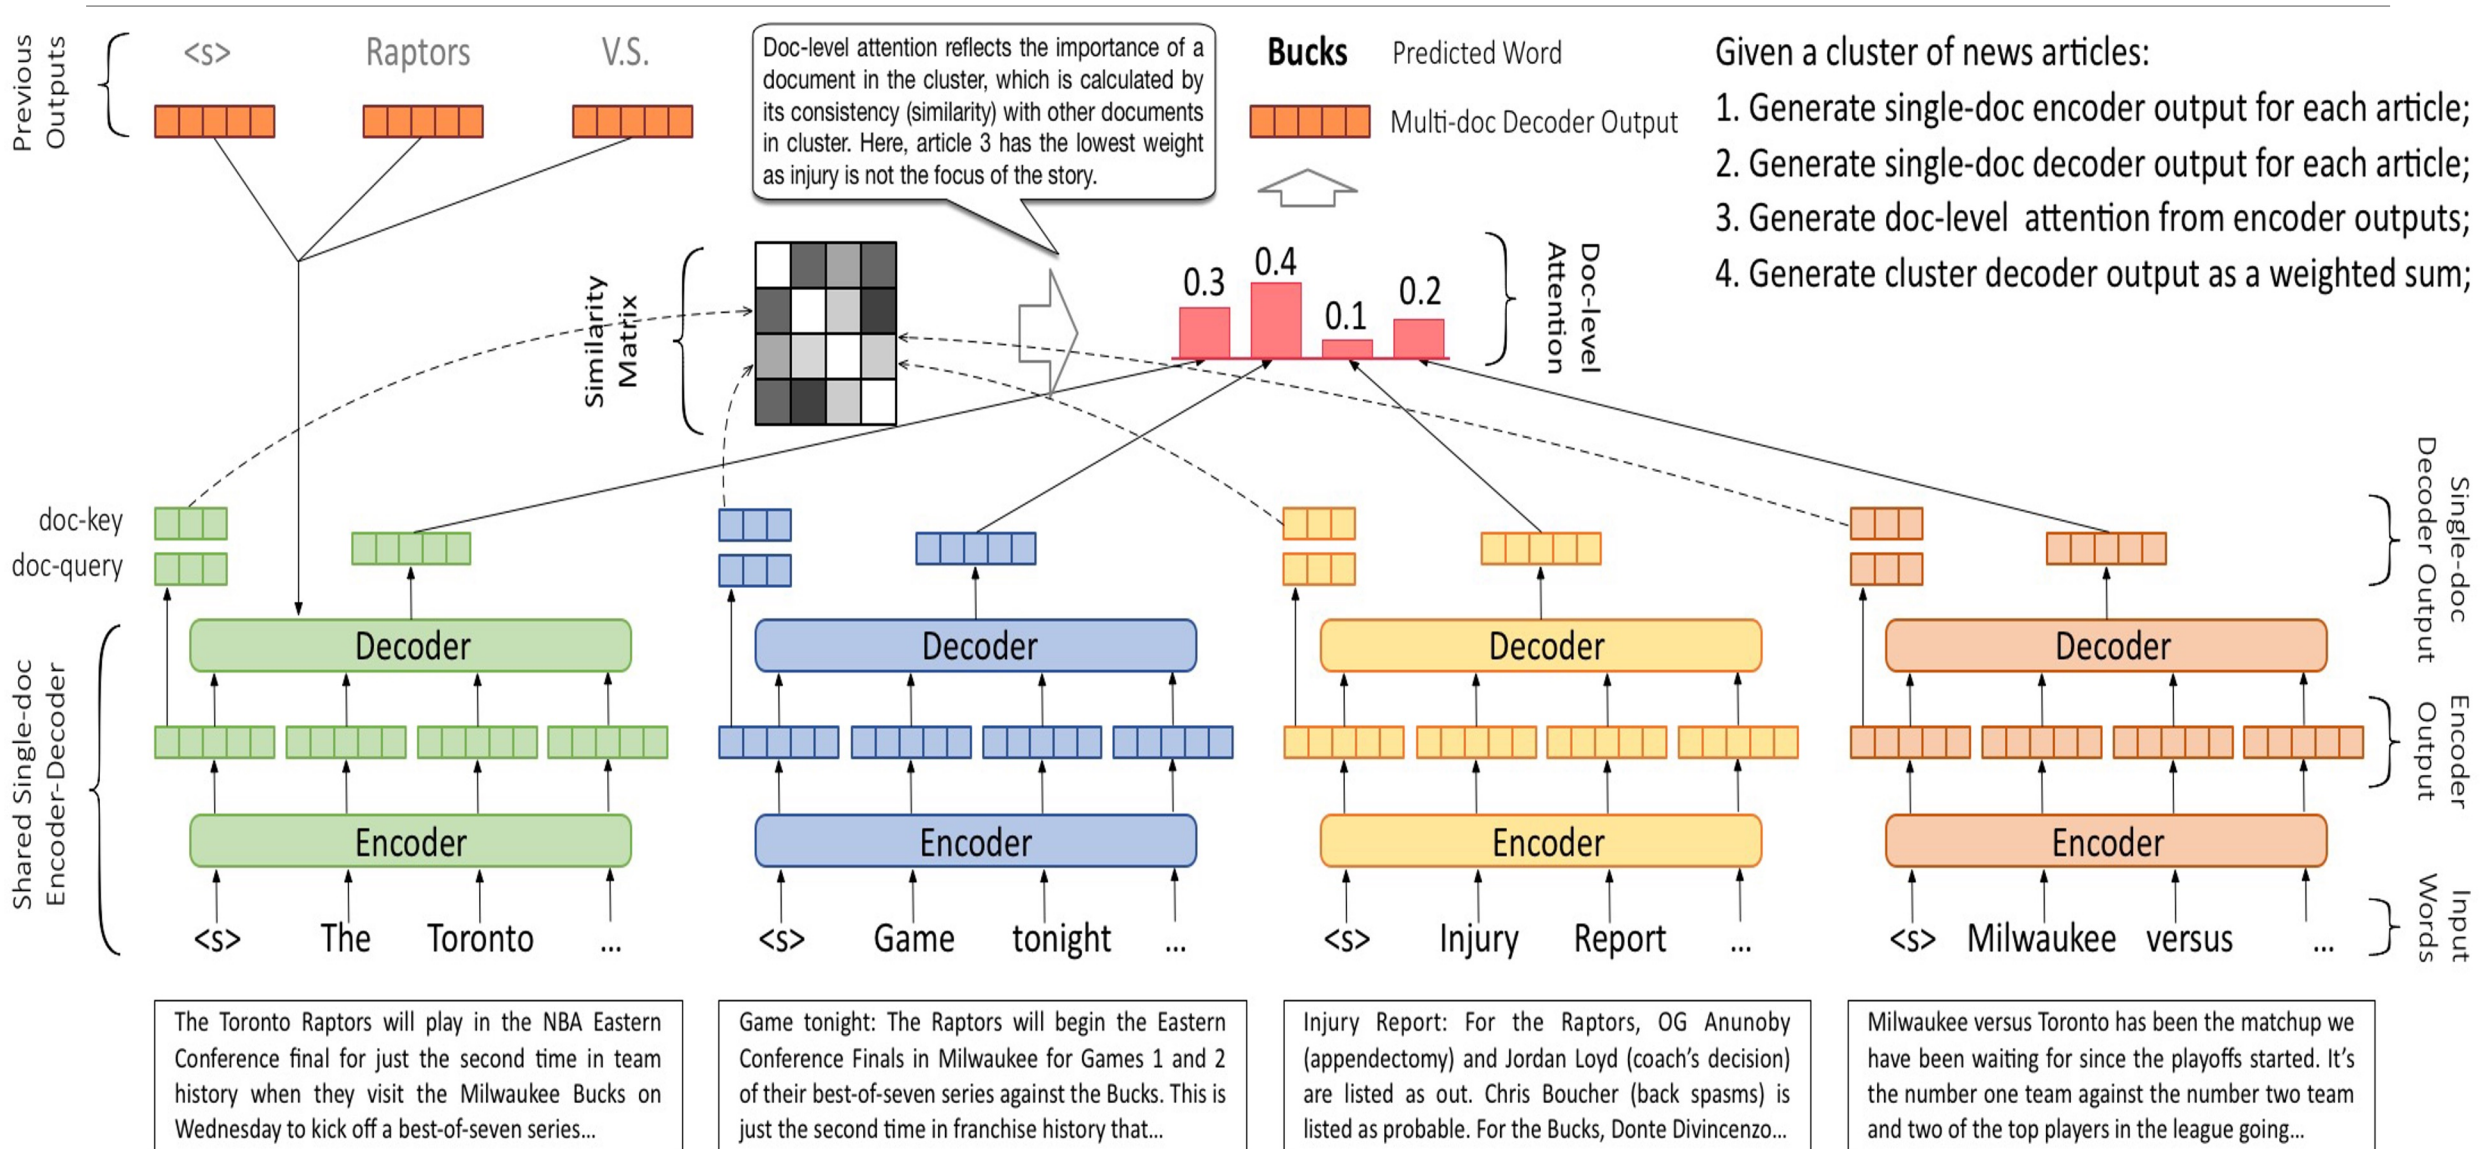 Previous
Outputs
<s> Raptors V.S.
Doc-level attention reflects the importance of a
document in the cluster, which is calculated by
its consistency (similarity) with other documents
in cluster. Here, article 3 has the lowest weight
as injury is not the focus of the story.
Bucks Predicted Word
Multi-doc Decoder Output
Given a cluster of news articles:
1. Generate single-doc encoder output for each article;
2. Generate single-doc decoder output for each article;
3. Generate doc-level attention from encoder outputs;
4. Generate cluster decoder output as a weighted sum;
Similarity
Matrix
0.3 0.4 0.1 0.2
Doc-level
Attention
doc-key
doc-query
Single-doc
Decoder Output
Shared Single-doc
Encoder-Decoder
Decoder Decoder Decoder Decoder
Encoder
Output
Encoder Encoder Encoder Encoder
<s> The Toronto ... <s> Game tonight ... <s> Injury Report ... <s> Milwaukee versus ...
Input
Words
The Toronto Raptors will play in the NBA Eastern
Conference final for just the second time in team
history when they visit the Milwaukee Bucks on
Wednesday to kick off a best-of-seven series...
Game tonight: The Raptors will begin the Eastern
Conference Finals in Milwaukee for Games 1 and 2
of their best-of-seven series against the Bucks. This is
just the second time in franchise history that...
Injury Report: For the Raptors, OG Anunoby
(appendectomy) and Jordan Loyd (coach's decision)
are listed as out. Chris Boucher (back spasms) is
listed as probable. For the Bucks, Donte Divincenzo...
Milwaukee versus Toronto has been the matchup we
have been waiting for since the playoffs started. It's
the number one team against the number two team
and two of the top players in the league going...